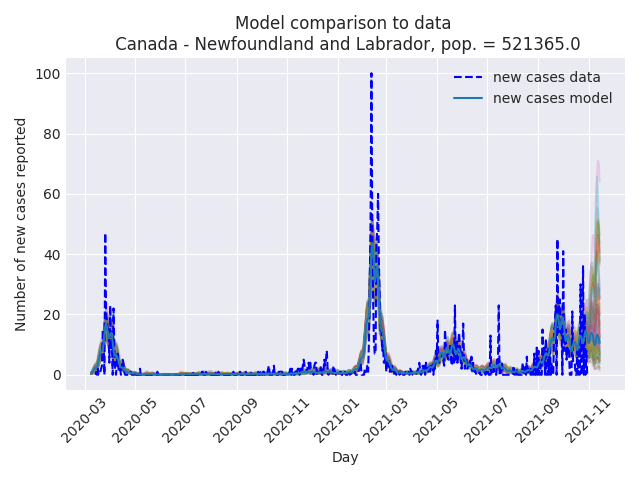 Model comparison to data
Canada - Newfoundland and Labrador, pop. = 521365.0
new cases data
new cases model
Number of new cases reported
100
80
60
40
20
0
2020-03
2020-05
2020-07
2020-09
2020-11
2021-01
2021-03
2021-05
2021-07
2021-09
2021-11
Day